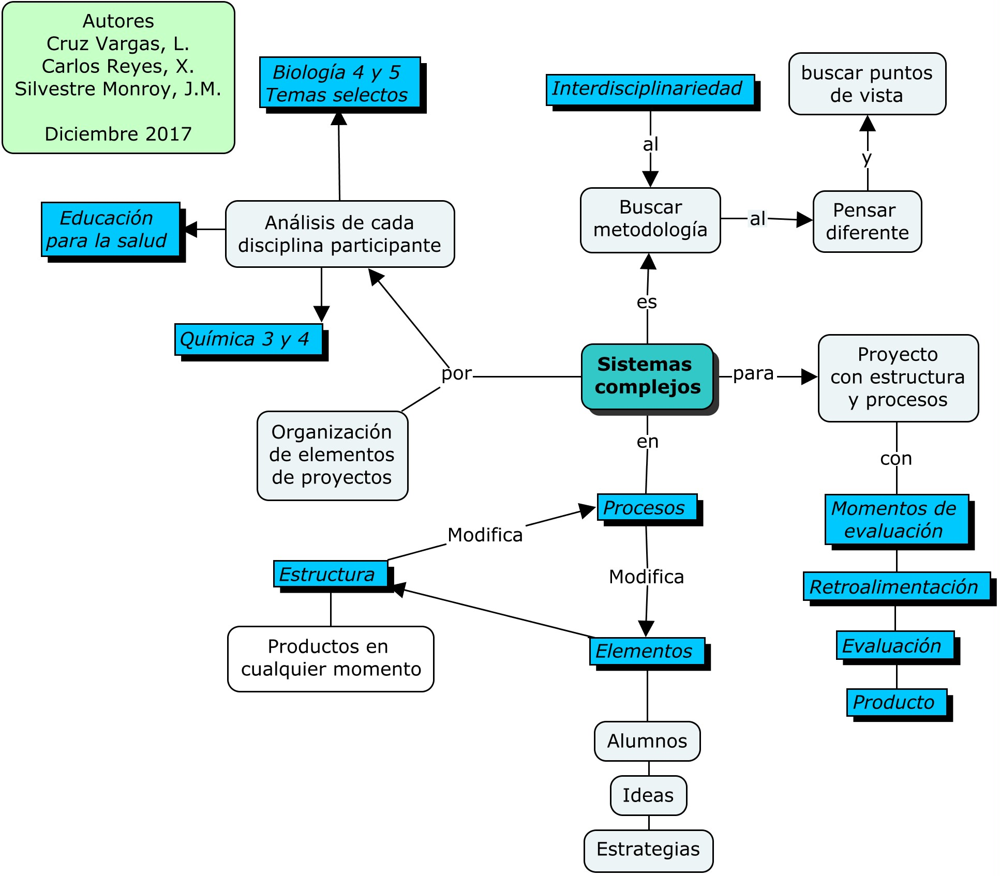 Autores
Cruz Vargas, L.
Carlos Reyes, X.
Silvestre Monroy, J.M.
Diciembre 2017
Biología 4 y 5
Temas selectos
Interdisciplinariedad
buscar puntos
de vista
al
y
Educación
para la salud
Análisis de cada
disciplina participante
Buscar
metodología
al
Pensar
diferente
es
Química 3 y 4
por
Sistemas
complejos
para
Proyecto
con estructura
y procesos
Organización
de elementos
de proyectos
en
con
Procesos
Momentos de
evaluación
Modifica
Estructura
Modifica
Retroalimentación
Productos en
cualquier momento
Elementos
Evaluación
Producto
Alumnos
Ideas
Estrategias